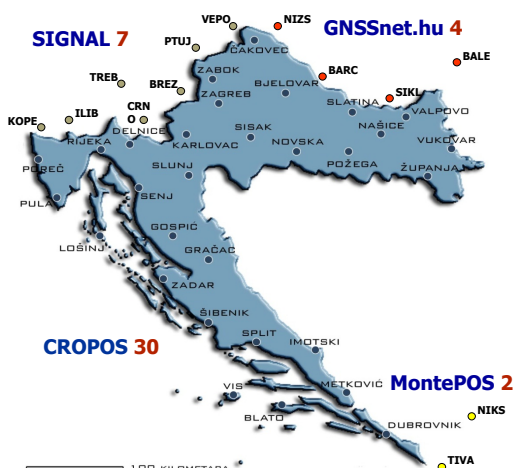 VEPO
NIZS
SIGNAL 7
GNSSnet.hu 4
PTUJ
ČAKOVEC
BALE
ZABOK
BARC
TREB
BREZ
BJELOVAR
SIKL
ZAGREB
SLATINA
VALPOVO
ILIB
CRN
O
KOPE
DELNICE
SISAK
NAŠICE
VUKOVAR
RIJEKA
KARLOVAC
NOVSKA
POŽEGA
POREČ
SLUNJ
ŽUPANJA
SENJ
PULA
GOSPIĆ
LOŠINJ
GRAČAC
ZADAR
ŠIBENIK
SPLIT
IMOTSKI
CROPOS 30
MontePOS 2
VIS
METKOVIĆ
BLATO
NIKS
DUBROVNIK
TIVA
100 KILOMETARA